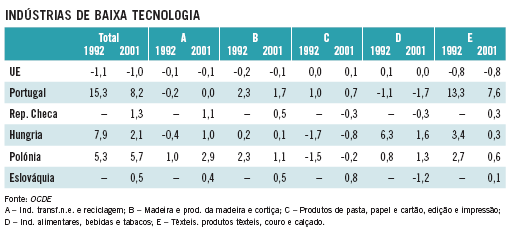 INDÚSTRIAS DE BAIXA TECNOLOGIA
Total A B C D E
1992 2001 1992 2001 1992 2001 1992 2001 1992 2001 1992 2001
UE -1,1 -1,0 -0,1 -0,1 -0,2 -0,1 0,0 0,1 0,1 0,0 -0,8 -0,8
Portugal 15,3 8,2 -0,2 0,0 2,3 1,7 1,0 0,7 -1,1 -1,7 13,3 7,6
Rep. Checa – 1,3 – 1,1 – 0,5 – -0,3 – -0,3 – 0,3
Hungria 7,9 2,1 -0,4 1,0 0,2 0,1 -1,7 -0,8 6,3 1,6 3,4 0,3
Polónia 5,3 5,7 1,0 2,9 2,3 1,1 -1,5 -0,2 0,8 1,3 2,7 0,6
Eslováquia – 0,5 – 0,4 – 0,5 – 0,8 – -1,2 – 0,1
Fonte: OCDE
A – Ind. transf.n.e. e reciclagem; B – Madeira e prod. da madeira e cortiça; C – Produtos de pasta, papel e cartão, edição e impressão;
D – Ind. alimentares, bebidas e tabacos; E – Têxteis. produtos têxteis, couro e calçado.